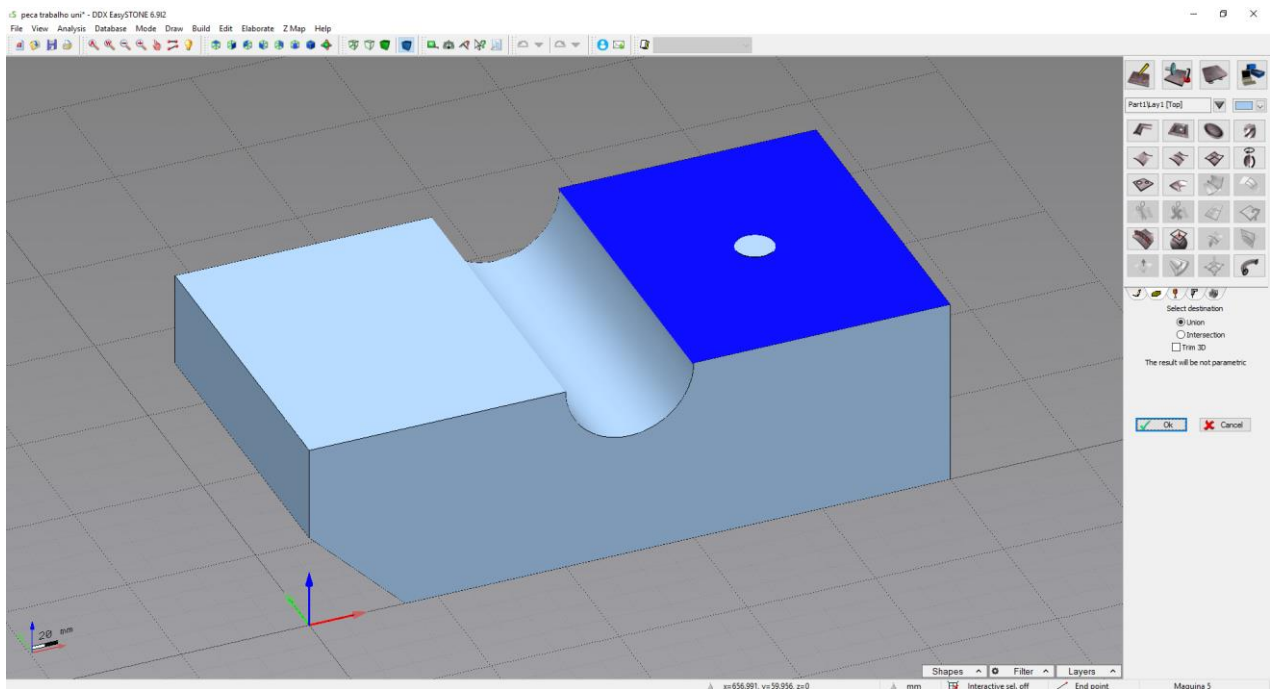 peca trabalho uni* - DDX EasySTONE 6.9I2
File View Analysis Database Mode Draw Build Edit Elaborate Z Map Help
Part1\Lay1 [Top]
Select destination
Union
Intersection
Trim 3D
The result will be not parametric
Ok Cancel
20 mm
Shapes Filter Layers
x=656,991, y=59,956, z=0 mm Interactive sel. off End point Maquina 5